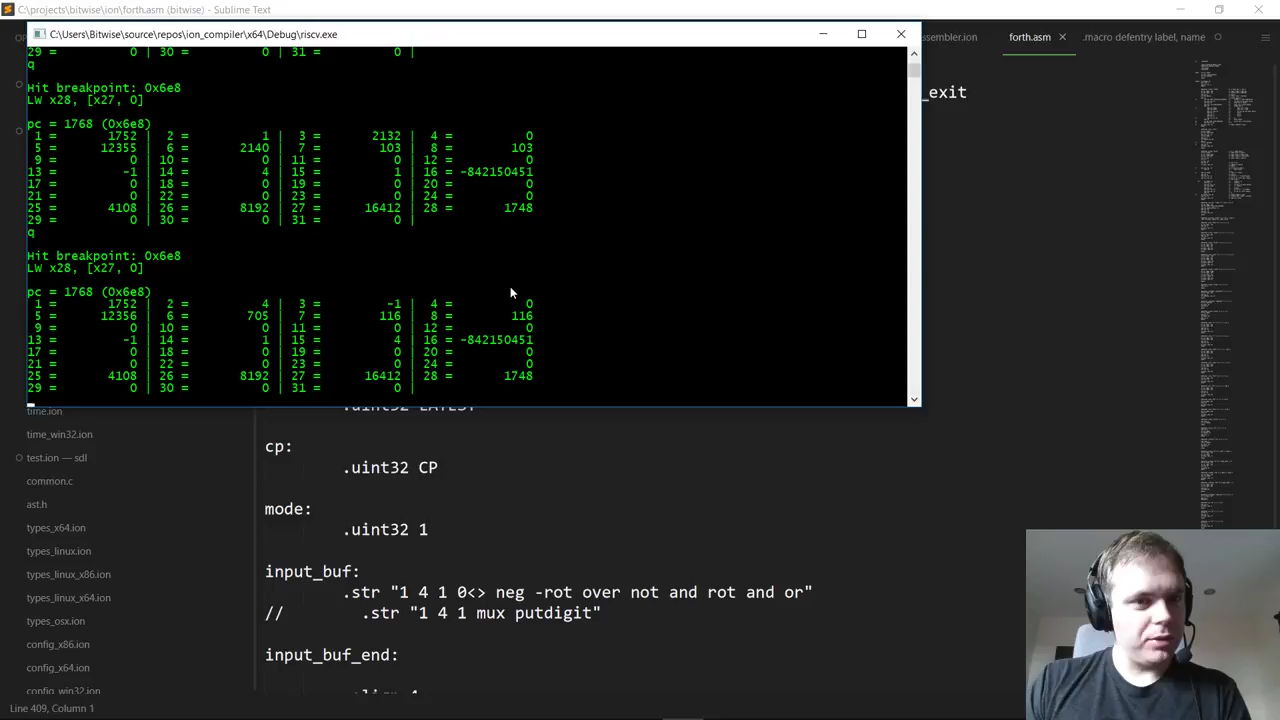 C:\Users\Bitwise\bitwise\ion\forth.asm (bitwise) - Sublime Text
C:\Users\Bitwise\source\repos\ion_compiler\x64\Debug\riscv.exe
forth.asm
.macro defentry label, name
_exit
29 = 0 | 30 = 0 | 31 = 0 |
q
Hit breakpoint: 0x6e8
LW x28, [x27, 0]
pc = 1768 (0x6e8)
1 = 1752 | 2 = 1 | 3 = 2132 | 4 = 0
5 = 12355 | 6 = 2140 | 7 = 103 | 8 = 103
9 = 0 | 10 = 0 | 11 = 0 | 12 = 0
13 = -1 | 14 = 4 | 15 = 1 | 16 = -842150451
17 = 0 | 18 = 0 | 19 = 0 | 20 = 0
21 = 0 | 22 = 0 | 23 = 0 | 24 = 0
25 = 4108 | 26 = 8192 | 27 = 16412 | 28 = 1748
29 = 0 | 30 = 0 | 31 = 0 |
q
Hit breakpoint: 0x6e8
LW x28, [x27, 0]
pc = 1768 (0x6e8)
1 = 1752 | 2 = 4 | 3 = -1 | 4 = 0
5 = 12356 | 6 = 705 | 7 = 116 | 8 = 116
9 = 0 | 10 = 0 | 11 = 0 | 12 = 0
13 = -1 | 14 = 1 | 15 = 4 | 16 = -842150451
17 = 0 | 18 = 0 | 19 = 0 | 20 = 0
21 = 0 | 22 = 0 | 23 = 0 | 24 = 0
25 = 4108 | 26 = 8192 | 27 = 16412 | 28 = 1748
29 = 0 | 30 = 0 | 31 = 0 |
time.ion
time_win32.ion
test.ion — sdl
common.c
ast.h
types_x64.ion
types_linux.ion
types_linux_x86.ion
types_linux_x64.ion
types_osx.ion
config_x86.ion
config_x64.ion
config_win32.ion
.uint32 LATEST
cp:
.uint32 CP
mode:
.uint32 1
input_buf:
.str "1 4 1 0<> neg -rot over not and rot and or"
// .str "1 4 1 mux putdigit"
input_buf_end:
Line 409, Column 1